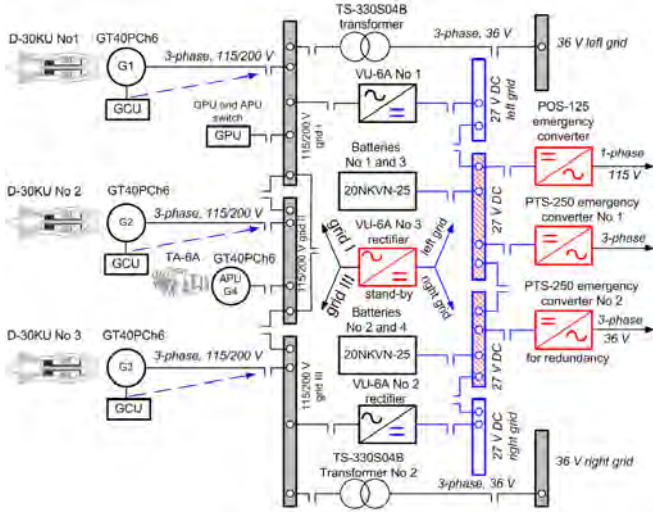 TS-330S04B
transformer
3-phase, 36 V
D-30KU No1
GT40PCh6
3-phase, 115/200 V
G1
GCU
GPU and APU
switch
GPU
115/200 V
grid I
VU-6A No 1
27 V DC
left grid
36 V left grid
POS-125
emergency
converter
1-phase
115 V
Batteries
No 1 and 3
20NKVN-25
27 V DC
D-30KU No 2
GT40PCh6
3-phase, 115/200 V
G2
GCU
115/200 V grid II
TA-6A
GT40PCh6
APU
G4
grid I
grid III
VU-6A No 3
rectifier
stand-by
left grid
right grid
PTS-250 emergency
converter No 1
3-phase
PTS-250 emergency
converter No 2
3-phase
36 V
for redundancy
D-30KU No 3
GT40PCh6
3-phase, 115/200 V
G3
GCU
115/200 V
grid III
Batteries
No 2 and 4
20NKVN-25
27 V DC
VU-6A No 2
rectifier
27 V DC
right grid
TS-330S04B
Transformer No 2
3-phase, 36 V
36 V right grid